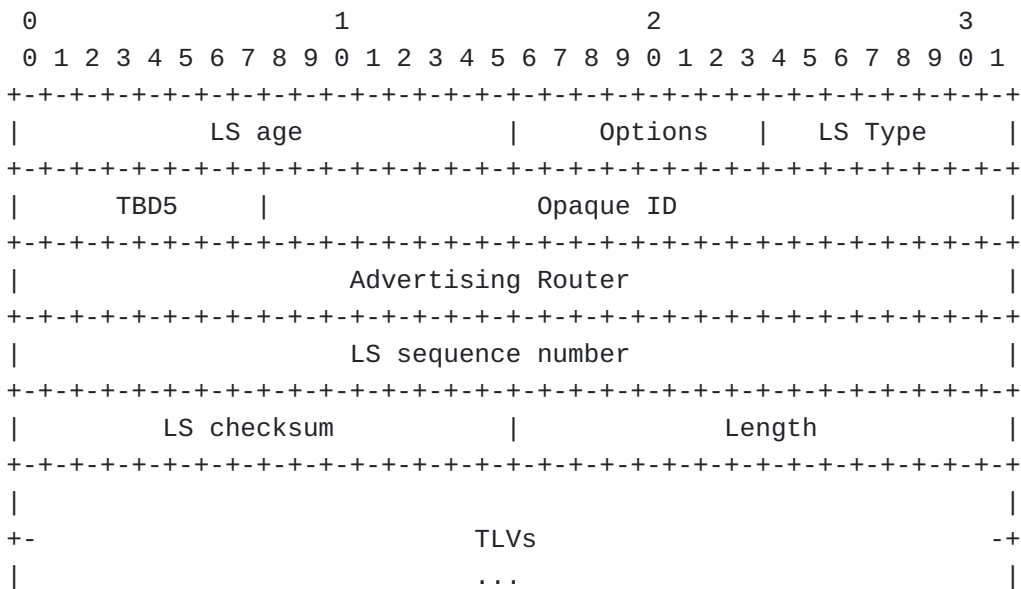 0                   1                   2                   3
 0 1 2 3 4 5 6 7 8 9 0 1 2 3 4 5 6 7 8 9 0 1 2 3 4 5 6 7 8 9 0 1
+-+-+-+-+-+-+-+-+-+-+-+-+-+-+-+-+-+-+-+-+-+-+-+-+-+-+-+-+-+-+-+-+
|            LS age             |     Options   |   LS Type     |
+-+-+-+-+-+-+-+-+-+-+-+-+-+-+-+-+-+-+-+-+-+-+-+-+-+-+-+-+-+-+-+-+
|      TBD5     |                 Opaque ID                     |
+-+-+-+-+-+-+-+-+-+-+-+-+-+-+-+-+-+-+-+-+-+-+-+-+-+-+-+-+-+-+-+-+
|                     Advertising Router                        |
+-+-+-+-+-+-+-+-+-+-+-+-+-+-+-+-+-+-+-+-+-+-+-+-+-+-+-+-+-+-+-+-+
|                     LS sequence number                        |
+-+-+-+-+-+-+-+-+-+-+-+-+-+-+-+-+-+-+-+-+-+-+-+-+-+-+-+-+-+-+-+-+
|         LS checksum           |             Length            |
+-+-+-+-+-+-+-+-+-+-+-+-+-+-+-+-+-+-+-+-+-+-+-+-+-+-+-+-+-+-+-+-+
|                                                               |
+-                            TLVs                             -+
|                             ...                               |